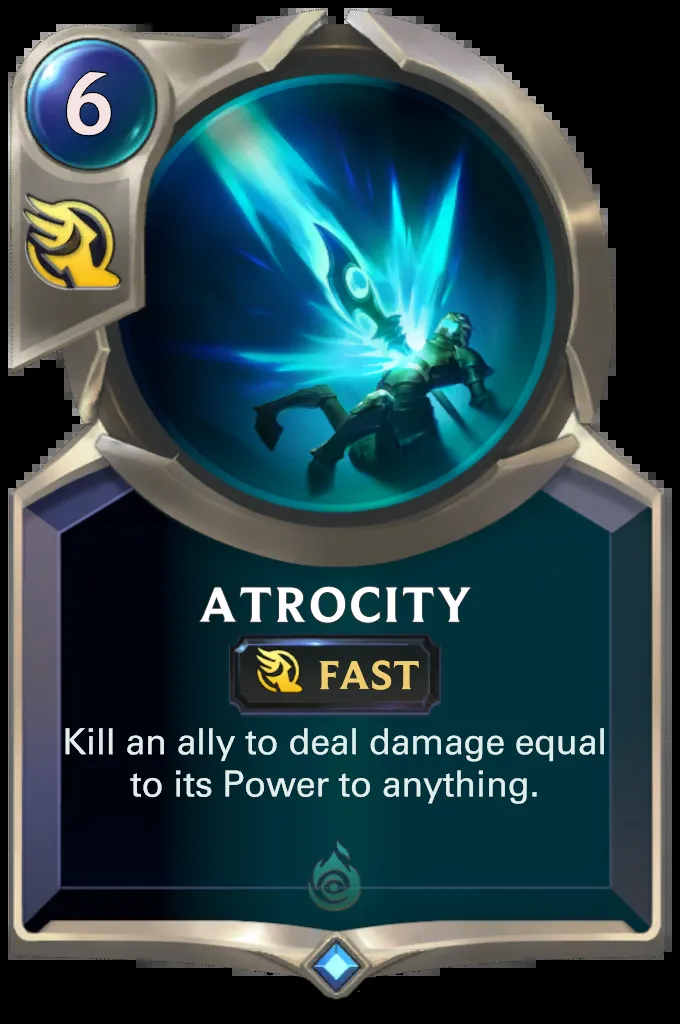 6
ATROCITY
FAST
Kill an ally to deal damage equal
to its Power to anything.